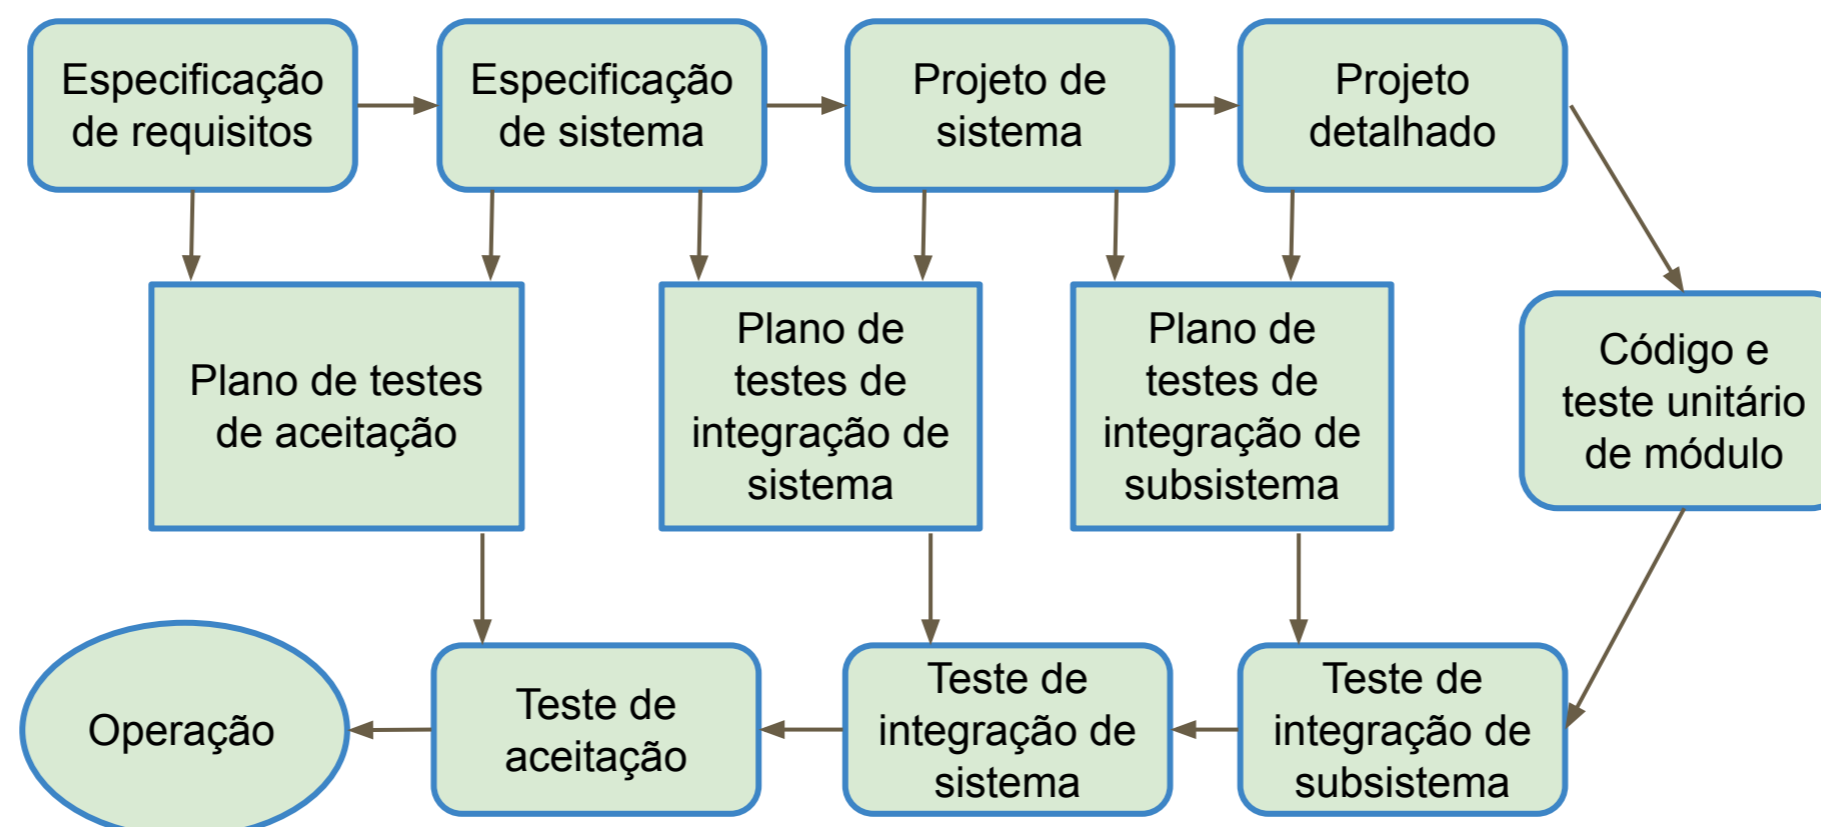 Especificação
de requisitos
Especificação
de sistema
Projeto de
sistema
Projeto
detalhado
Plano de testes
de aceitação
Plano de
testes de
integração de
sistema
Plano de
testes de
integração de
subsistema
Código e
teste unitário
de módulo
Operação
Teste de
aceitação
Teste de
integração de
sistema
Teste de
integração de
subsistema